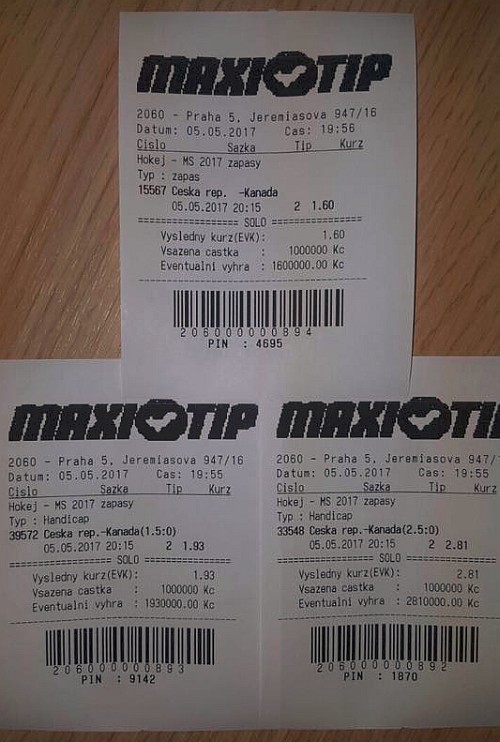 MAXITIP
2060 - Praha 5, Jeremiasova 947/16
Datum: 05.05.2017 Cas: 19:56
Cislo Sazka Tip Kurz
Hokej - MS 2017 zapasy
Typ : zapas
15567 Ceska rep. -Kanada
05.05.2017 20:15 2 1.60
================== SOLO ==================
Vysledny kurz(EVK): 1.60
Vsazena castka : 1000000 Kc
Eventualni vyhra : 1600000.00 Kc
206000000894
PIN : 4695
MAXITIP
2060 - Praha 5, Jeremiasova 947/16
Datum: 05.05.2017 Cas: 19:55
Cislo Sazka Tip Kurz
Hokej - MS 2017 zapasy
Typ : Handicap
39572 Ceska rep.-Kanada(1.5:0)
05.05.2017 20:15 2 1.93
================== SOLO ==================
Vysledny kurz(EVK): 1.93
Vsazena castka : 1000000 Kc
Eventualni vyhra : 1930000.00 Kc
206000000893
PIN : 9142
MAXITI
2060 - Praha 5, Jeremiasova 947/1
Datum: 05.05.2017 Cas: 19:55
Cislo Sazka Tip Kurz
Hokej - MS 2017 zapasy
Typ : Handicap
33548 Ceska rep.-Kanada(2.5:0)
05.05.2017 20:15 2 2.81
================== SOLO ==================
Vysledny kurz(EVK): 2.81
Vsazena castka : 1000000 Kc
Eventualni vyhra : 2810000.00 Kc
206000000892
PIN : 1870